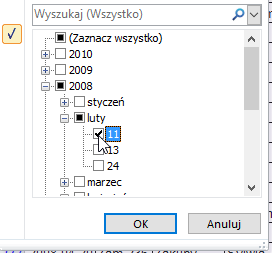 Wyszukaj (Wszystko)
(Zaznacz wszystko)
2010
2009
2008
styczeń
luty
11
13
24
marzec
OK
Anuluj